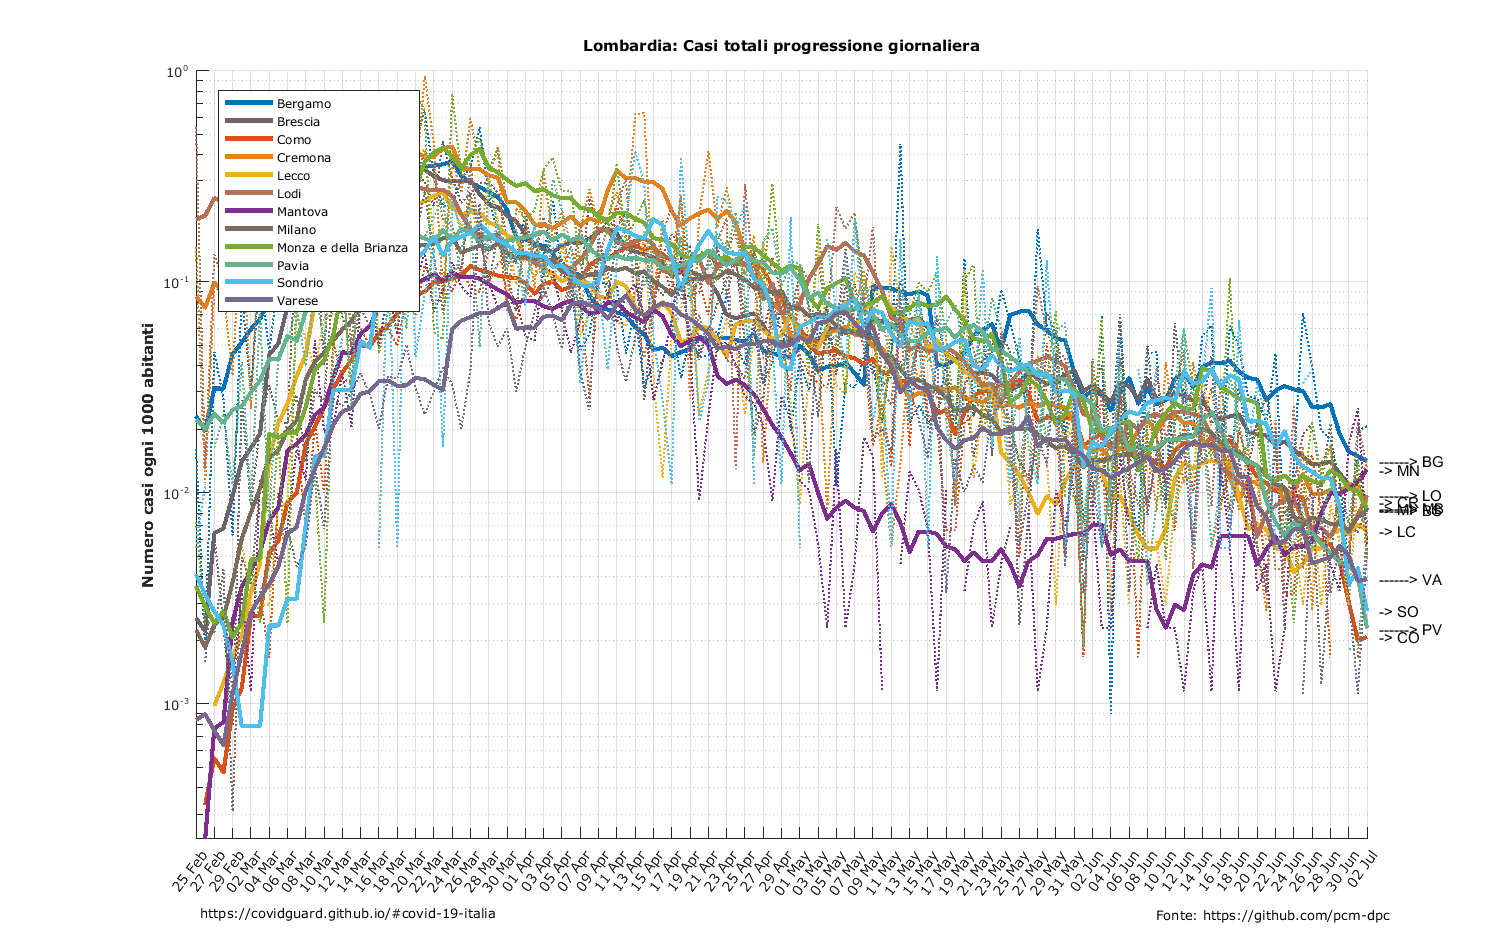 Lombardia: Casi totali progressione giornaliera
Numero casi ogni 1000 abitanti
10^0
10^-1
10^-2
10^-3
Bergamo
Brescia
Como
Cremona
Lecco
Lodi
Mantova
Milano
Monza e della Brianza
Pavia
Sondrio
Varese
------> BG
-> MN
------> LO
-> LC
------> VA
-> SO
------> PV
-> CO
25 Feb
27 Feb
29 Feb
02 Mar
04 Mar
06 Mar
08 Mar
10 Mar
12 Mar
14 Mar
16 Mar
18 Mar
20 Mar
22 Mar
24 Mar
26 Mar
28 Mar
30 Mar
01 Apr
03 Apr
05 Apr
07 Apr
09 Apr
11 Apr
13 Apr
15 Apr
17 Apr
19 Apr
21 Apr
23 Apr
25 Apr
27 Apr
29 Apr
01 May
03 May
05 May
07 May
09 May
11 May
13 May
15 May
17 May
19 May
21 May
23 May
25 May
27 May
29 May
31 May
02 Jun
04 Jun
06 Jun
08 Jun
10 Jun
12 Jun
14 Jun
16 Jun
18 Jun
20 Jun
22 Jun
24 Jun
26 Jun
28 Jun
30 Jun
02 Jul
https://covidguard.github.io/#covid-19-italia
Fonte: https://github.com/pcm-dpc